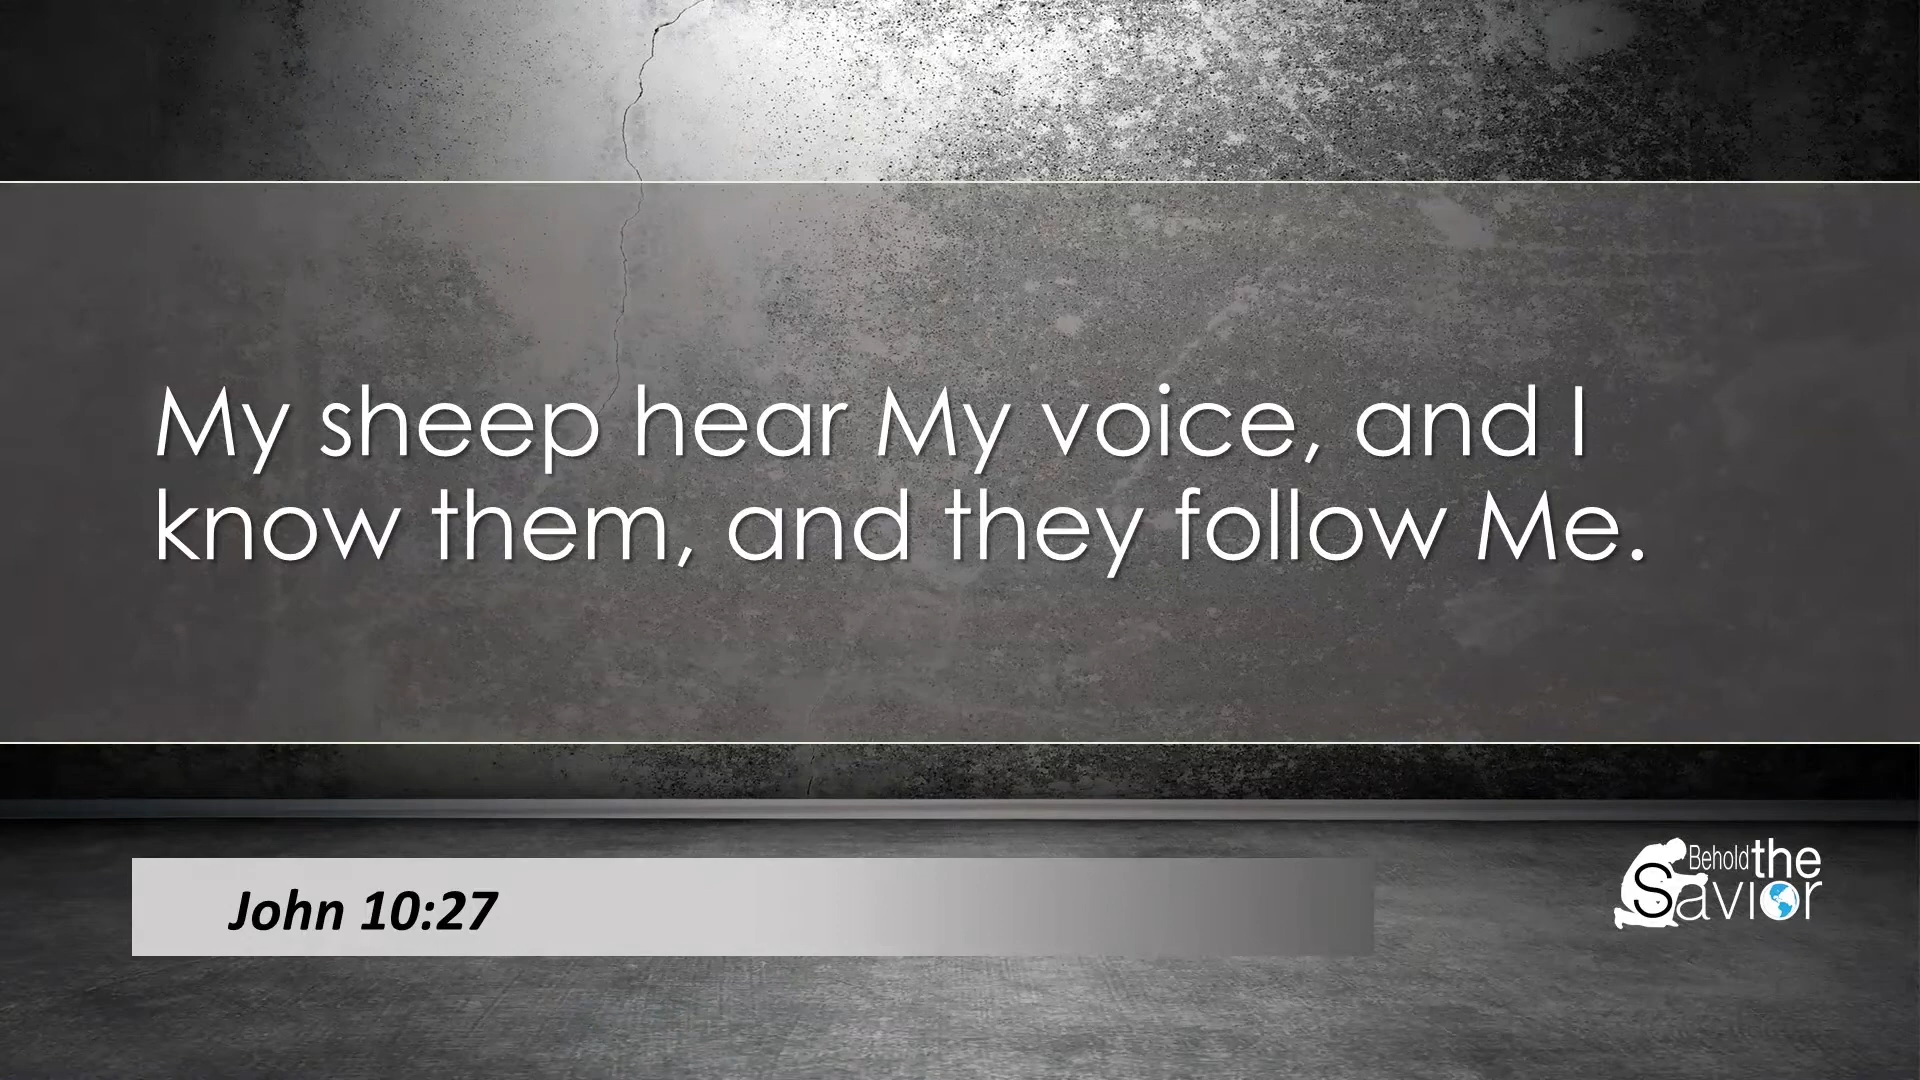 My sheep hear My voice, and I
know them, and they follow Me.
John 10:27
Behold the
Savior